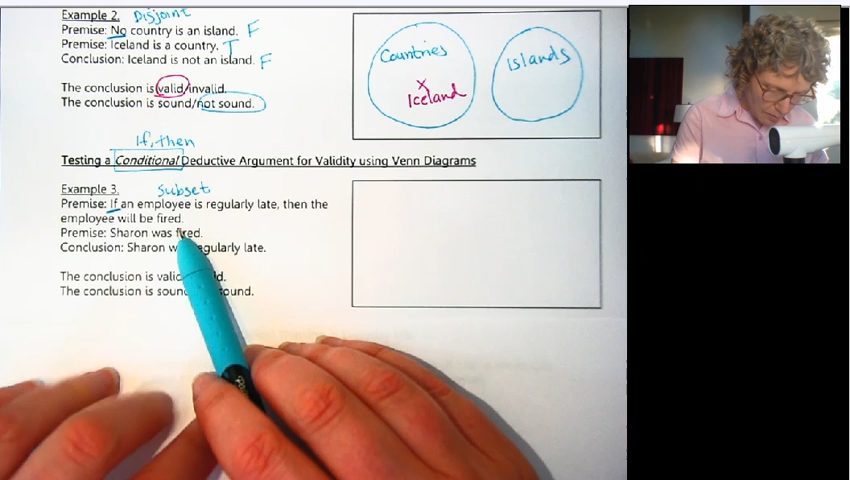 Example 2. Disjoint
Premise: No country is an island. F
Premise: Iceland is a country. T
Conclusion: Iceland is not an island. F
The conclusion is valid/invalid.
The conclusion is sound/not sound.
Countries
X
Iceland
Islands
If, then
Testing a Conditional Deductive Argument for Validity using Venn Diagrams
Example 3. Subset
Premise: If an employee is regularly late, then the
employee will be fired.
Premise: Sharon was fired.
Conclusion: Sharon regularly late.
The conclusion is
The conclusion is sound.